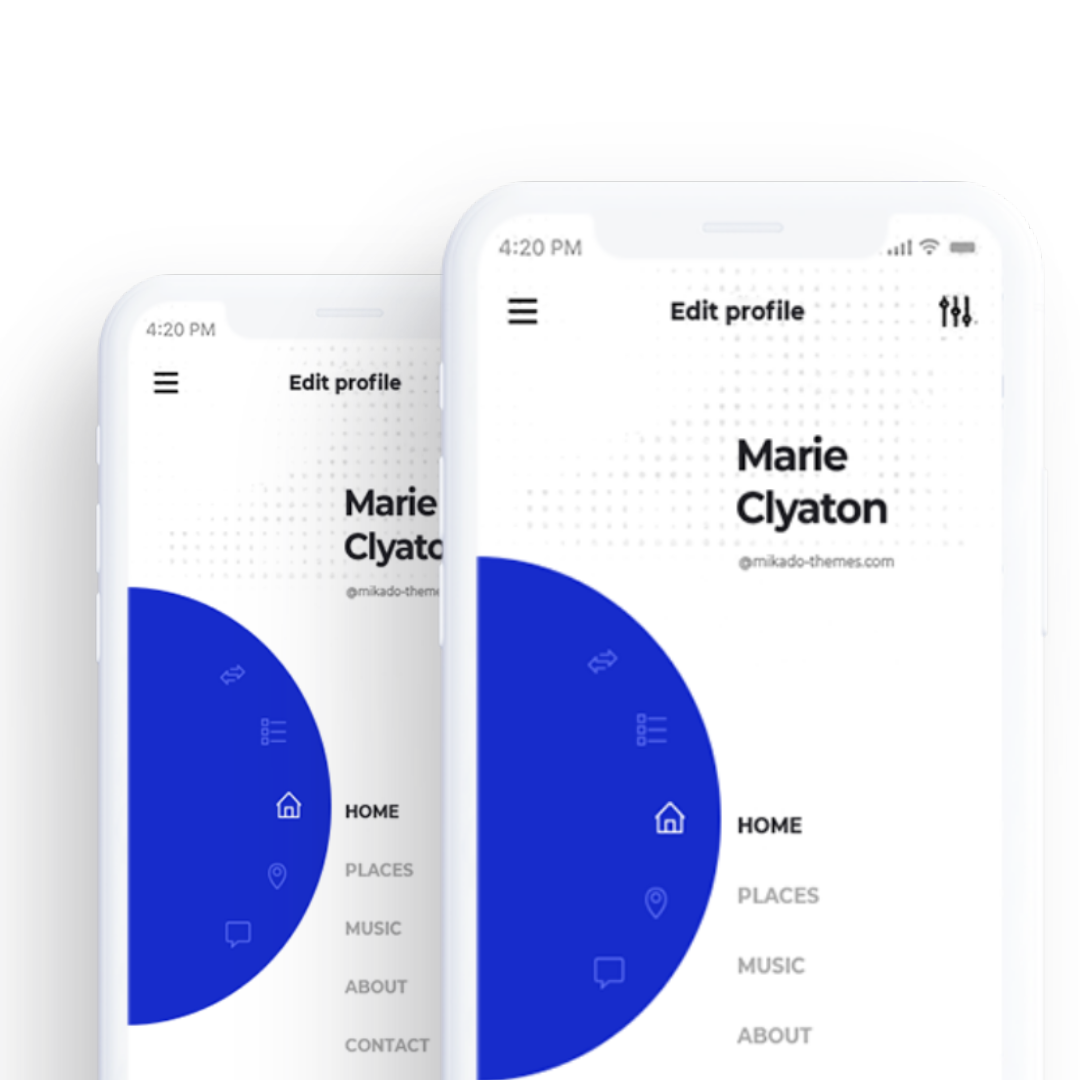 4:20 PM
Edit profile
Marie
Clyaton
@mikado-themes.com
HOME
PLACES
MUSIC
ABOUT
4:20 PM
Edit profile
Marie
Clyato
@mikado-theme
HOME
PLACES
MUSIC
ABOUT
CONTACT